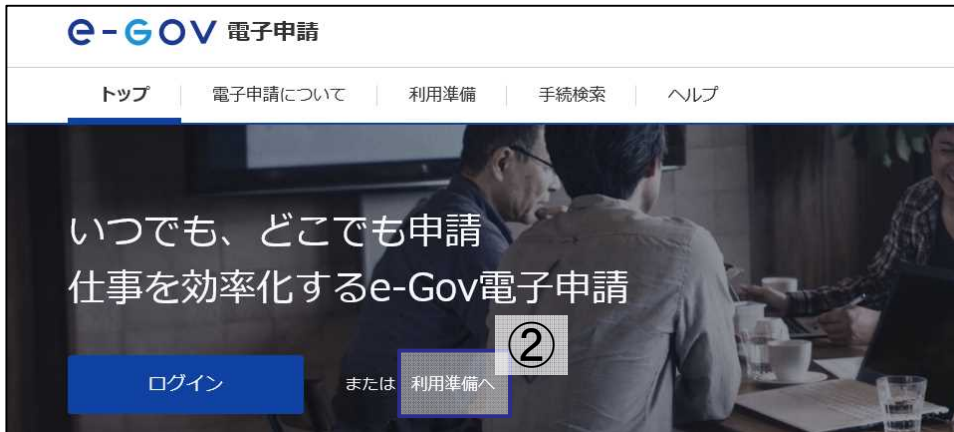 e-GOV 電子申請
トップ 電子申請について 利用準備 手続検索 ヘルプ
いつでも、どこでも申請
仕事を効率化するe-Gov電子申請
②
ログイン または 利用準備へ